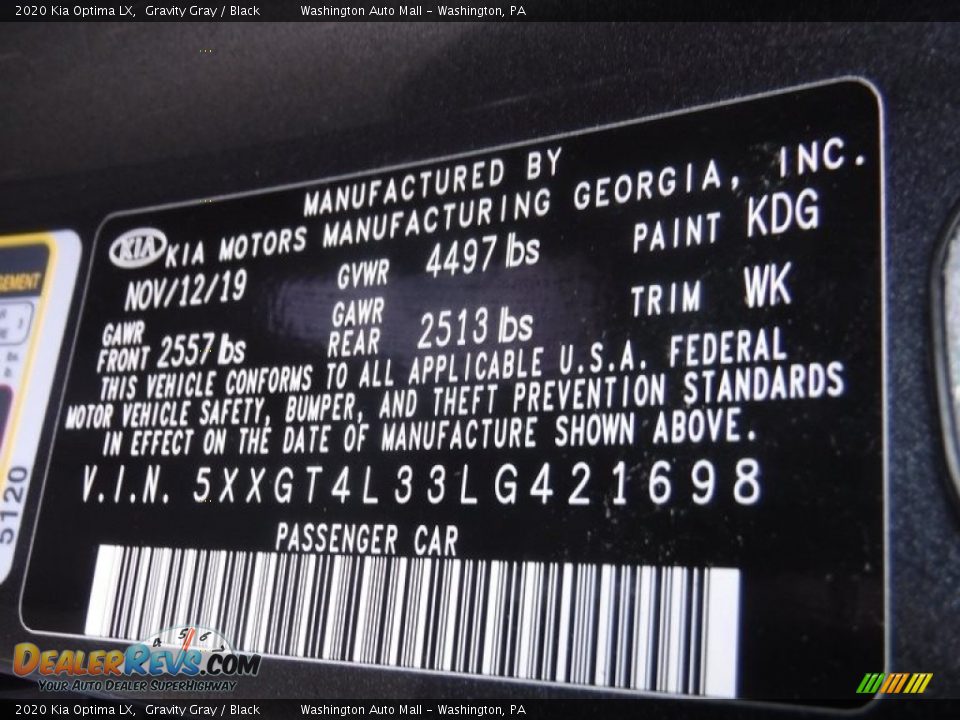 2020 Kia Optima LX,  Gravity Gray / Black    Washington Auto Mall - Washington, PA
MANUFACTURED BY
KIA KIA MOTORS MANUFACTURING GEORGIA, INC.
NOV/12/19 GVWR 4497 lbs PAINT KDG
GAWR FRONT 2557 lbs GAWR REAR 2513 lbs TRIM WK
THIS VEHICLE CONFORMS TO ALL APPLICABLE U.S.A. FEDERAL
MOTOR VEHICLE SAFETY, BUMPER, AND THEFT PREVENTION STANDARDS
IN EFFECT ON THE DATE OF MANUFACTURE SHOWN ABOVE.
V.I.N. 5XXGT4L33LG421698
PASSENGER CAR
5120
4 5 6
DEALERREVS.COM
YOUR AUTO DEALER SUPERHIGHWAY
2020 Kia Optima LX,  Gravity Gray / Black    Washington Auto Mall - Washington, PA